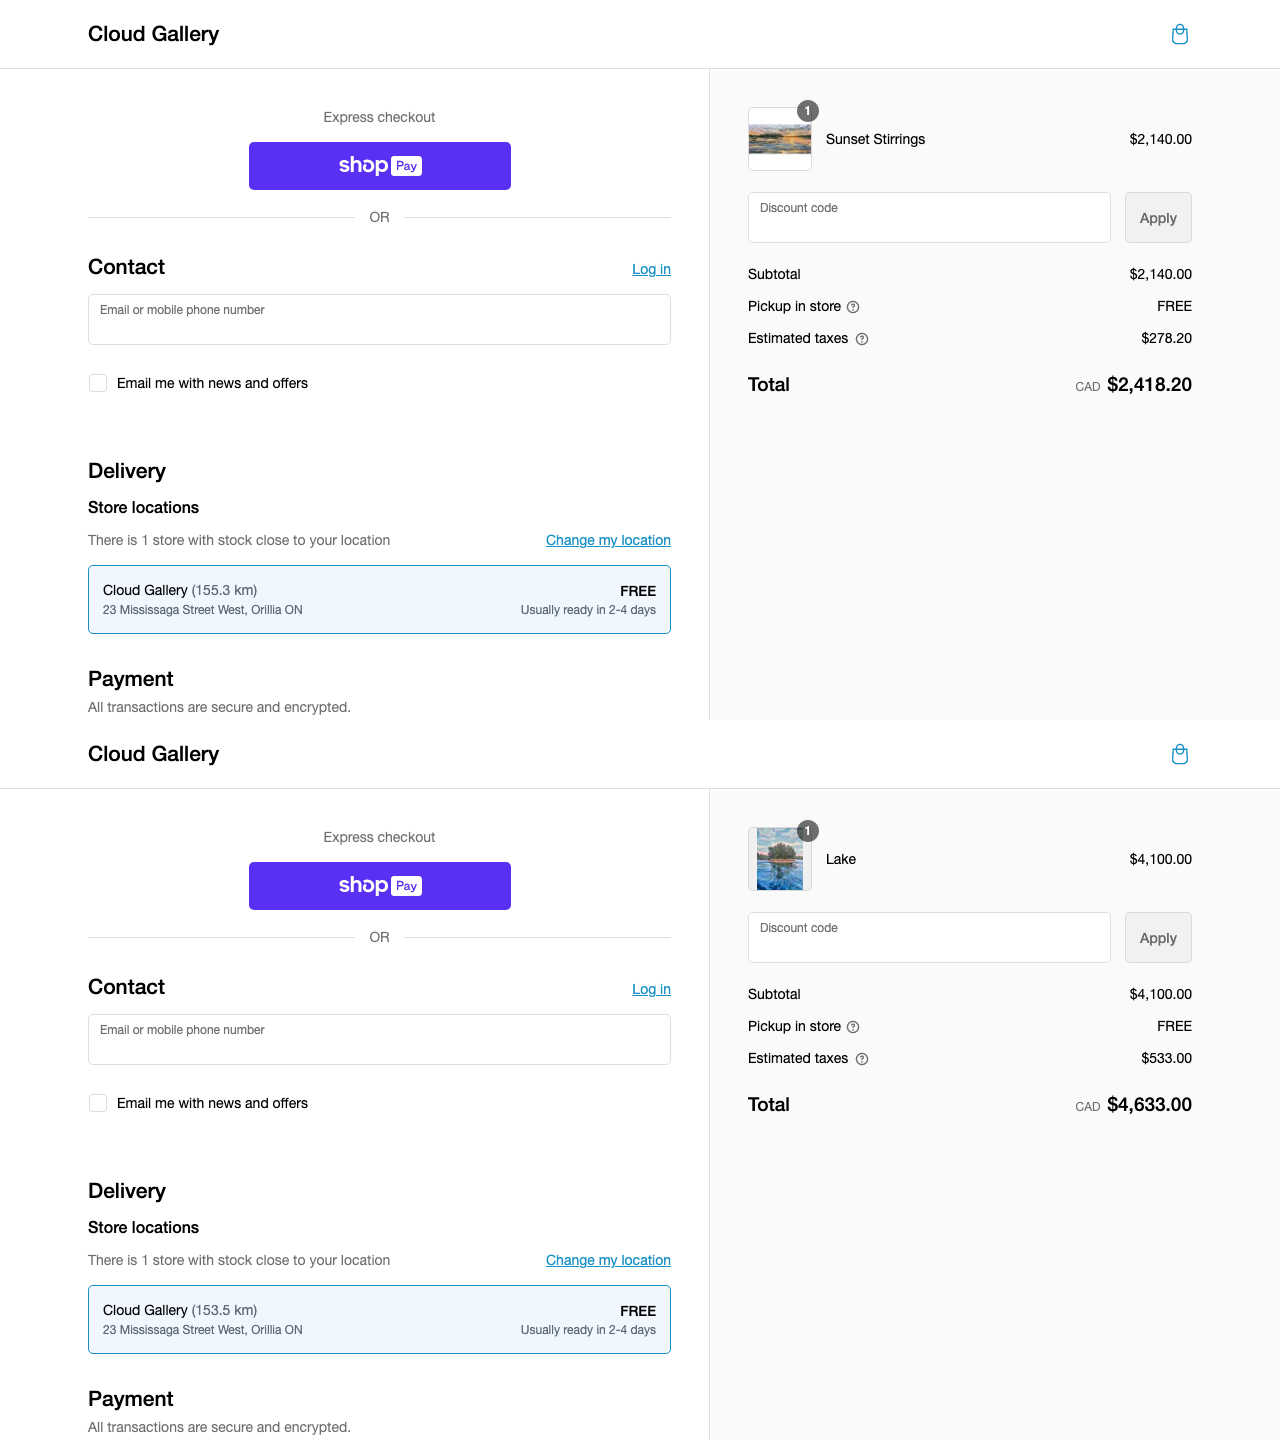 Cloud Gallery
Express checkout
shop Pay
OR
Contact
Log in
Email or mobile phone number
Email me with news and offers
Delivery
Store locations
There is 1 store with stock close to your location
Change my location
Cloud Gallery (155.3 km)
FREE
23 Mississaga Street West, Orillia ON
Usually ready in 2-4 days
Payment
All transactions are secure and encrypted.
1
Sunset Stirrings
$2,140.00
Discount code
Apply
Subtotal
$2,140.00
Pickup in store
FREE
Estimated taxes
$278.20
Total
CAD $2,418.20
Cloud Gallery
Express checkout
shop Pay
OR
Contact
Log in
Email or mobile phone number
Email me with news and offers
Delivery
Store locations
There is 1 store with stock close to your location
Change my location
Cloud Gallery (153.5 km)
FREE
23 Mississaga Street West, Orillia ON
Usually ready in 2-4 days
Payment
All transactions are secure and encrypted.
1
Lake
$4,100.00
Discount code
Apply
Subtotal
$4,100.00
Pickup in store
FREE
Estimated taxes
$533.00
Total
CAD $4,633.00